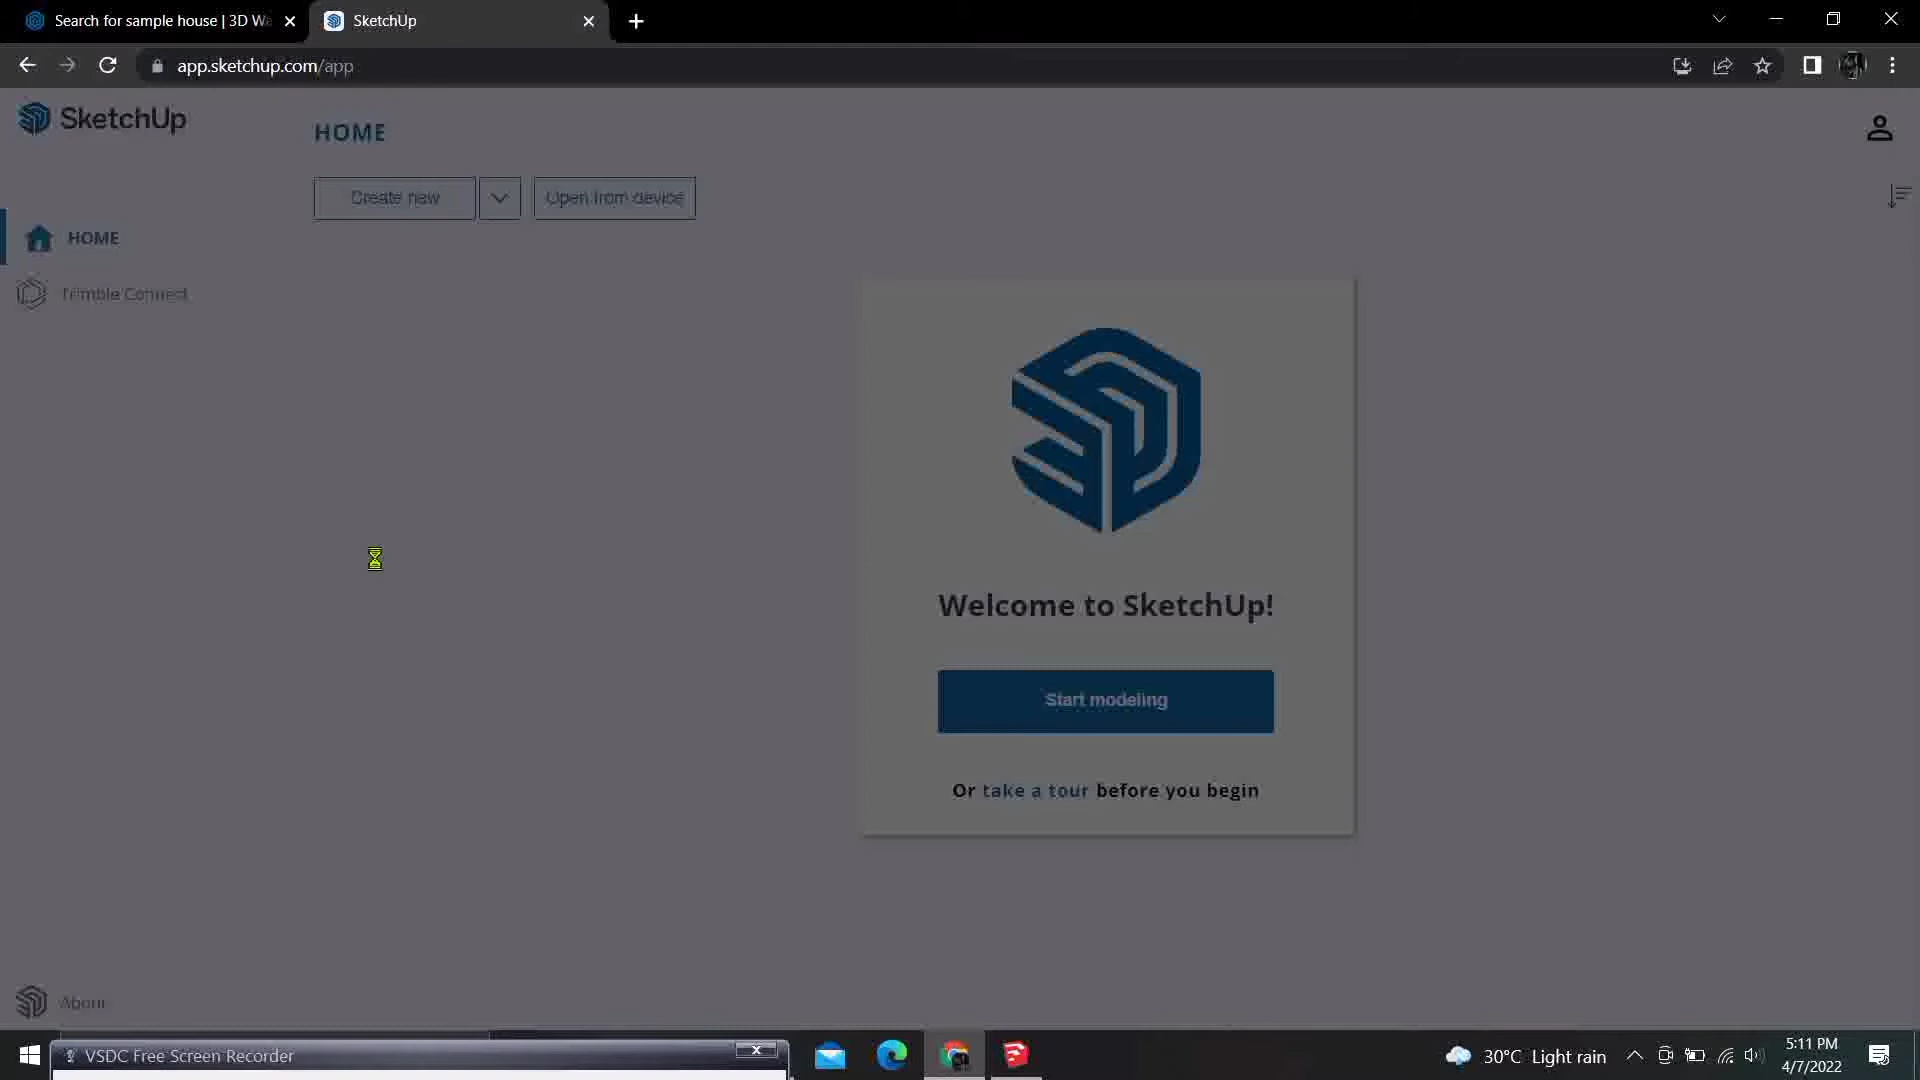 Search for sample house | 3D Wa
SketchUp
app.sketchup.com/app
SketchUp
HOME
Create new
Open from device
HOME
Trimble Connect
Welcome to SketchUp!
Start modeling
Or take a tour before you begin
About
VSDC Free Screen Recorder
30°C Light rain
5:11 PM
4/7/2022